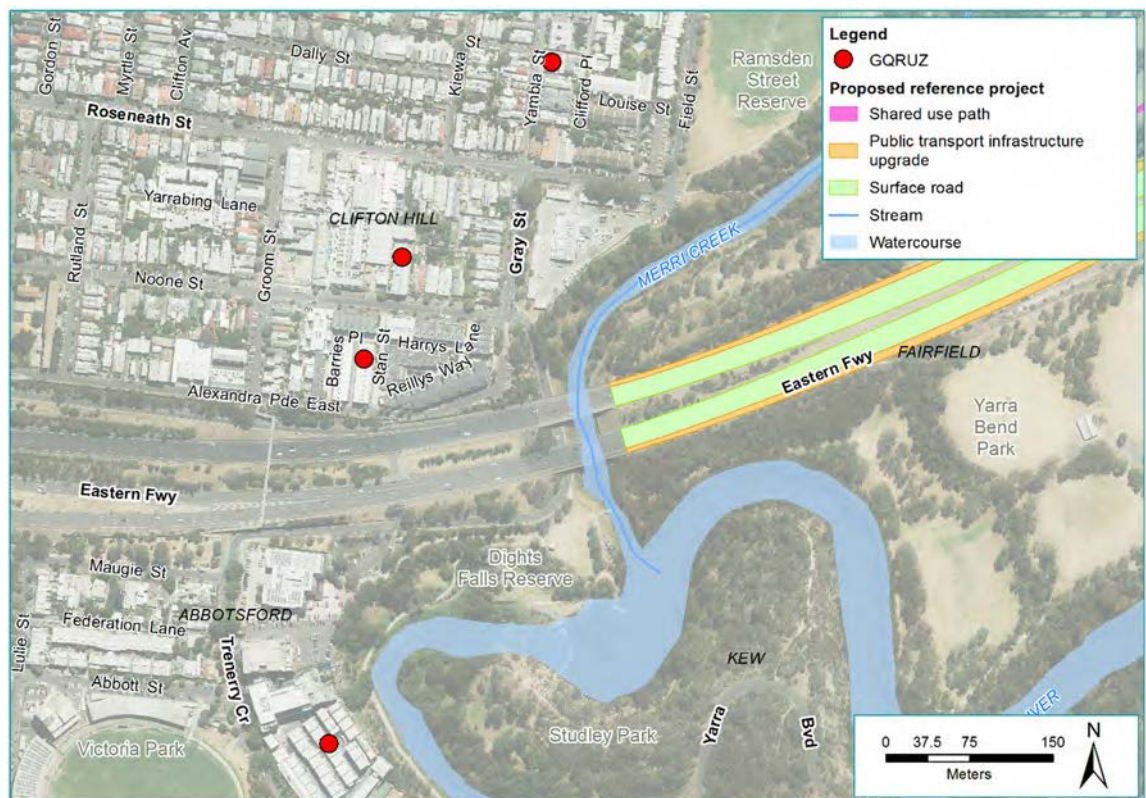 Gordon St
Myrtle St
Clifton Av
Dally St
Kiewa St
Yambla St
Clifford Pl
Louise St
Field St
Ramsden
Street
Reserve
Roseneath St
Yarrabing Lane
CLIFTON HILL
Rutland St
Noone St
Groom St
Gray St
MERRI CREEK
Barries Pl
Stan St
Harrys Lane
Reillys Way
Alexandra Pde East
Eastern Fwy
FAIRFIELD
Eastern Fwy
Yarra
Bend
Park
Maugie St
Dights
Falls Reserve
ABBOTSFORD
Federation Lane
Lulie St
Trenerry Cr
Abbott St
Victoria Park
KEW
Studley Park
Yarra
Bvd
IVER
Legend
GQRUZ
Proposed reference project
Shared use path
Public transport infrastructure
upgrade
Surface road
Stream
Watercourse
0 37.5 75 150
Meters
N